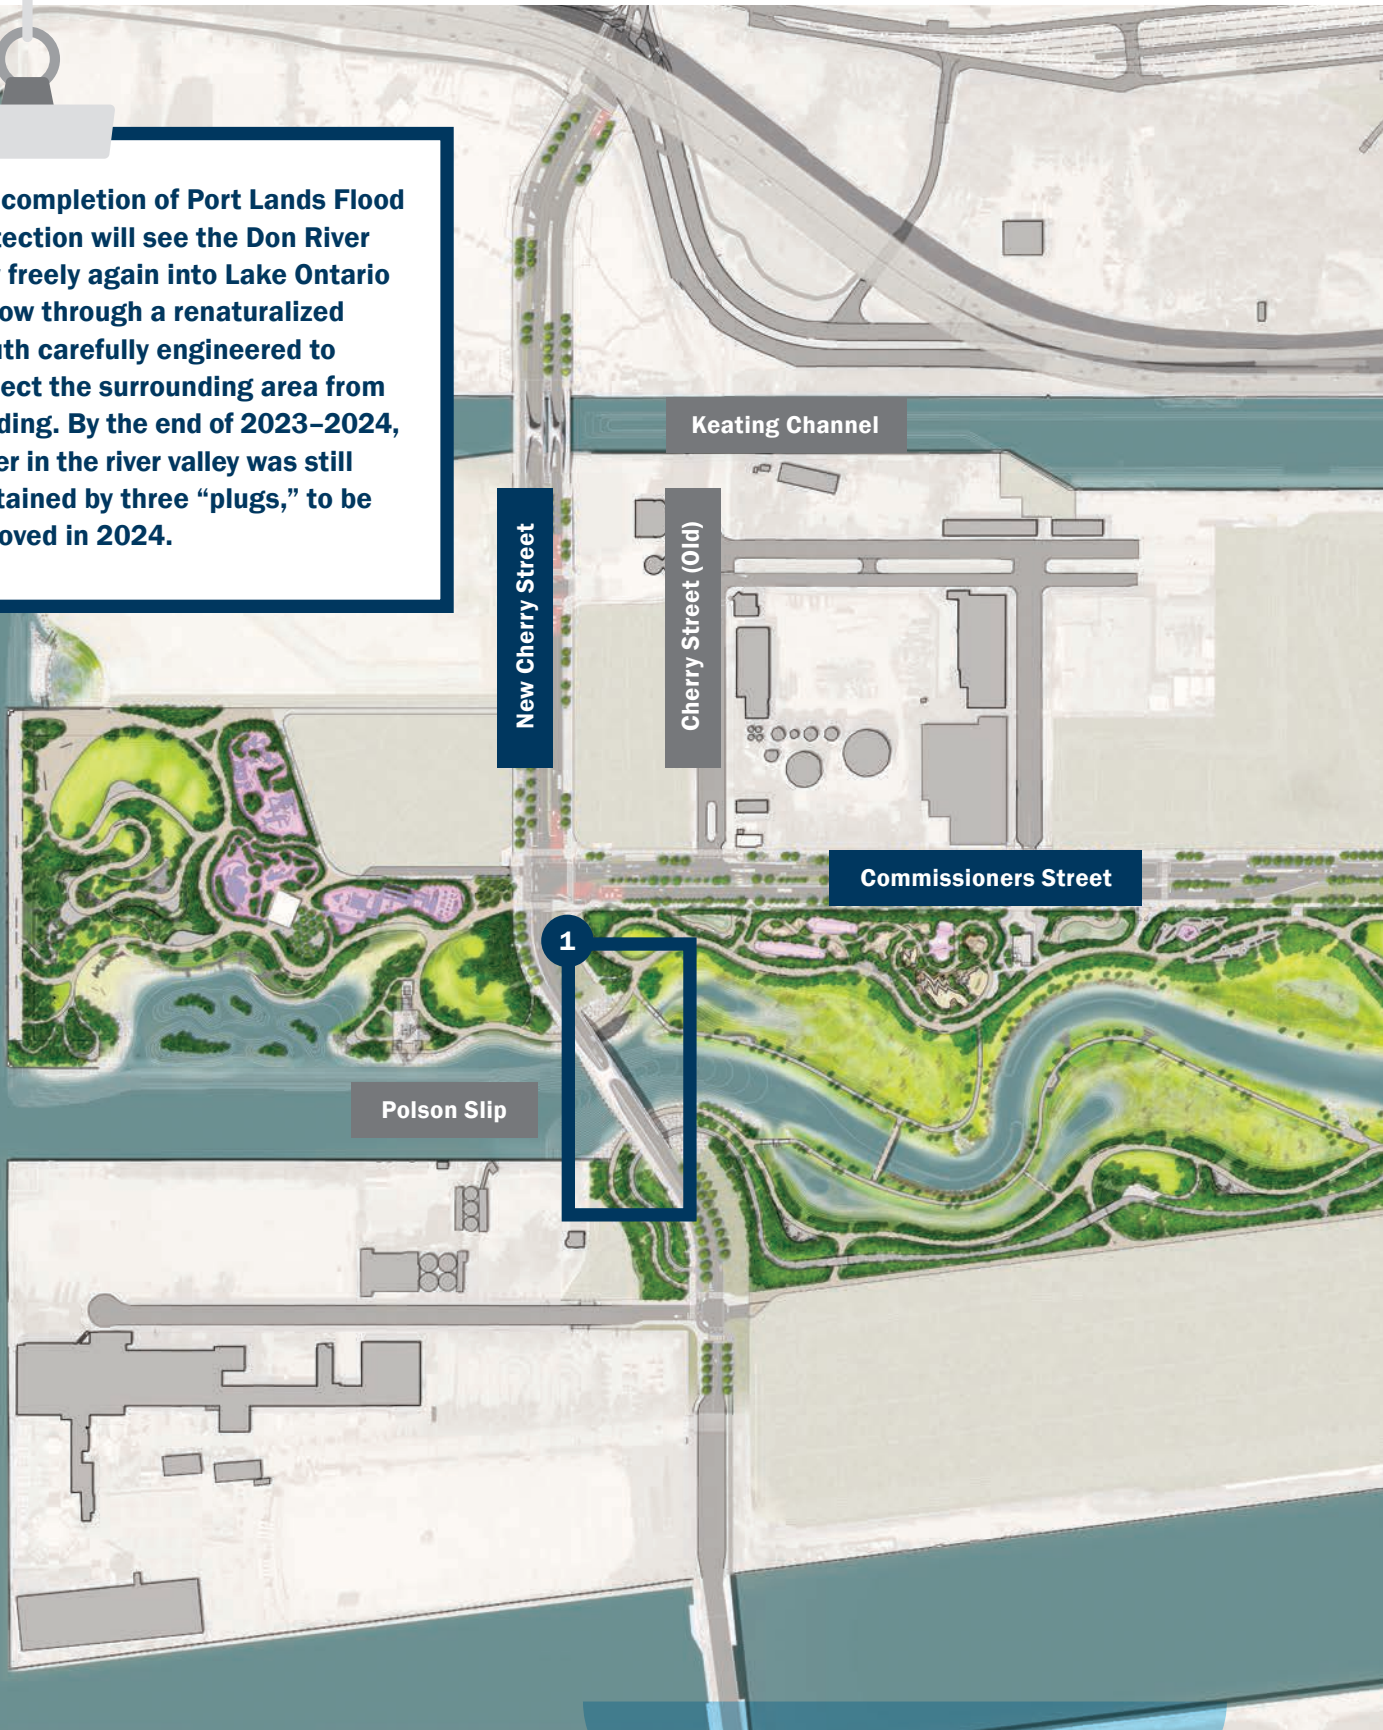 completion of Port Lands Flood
tection will see the Don River
freely again into Lake Ontario
ow through a renaturalized
uth carefully engineered to
ect the surrounding area from
ding. By the end of 2023–2024,
er in the river valley was still
tained by three “plugs,” to be
oved in 2024.
Keating Channel
New Cherry Street
Cherry Street (Old)
Commissioners Street
1
Polson Slip